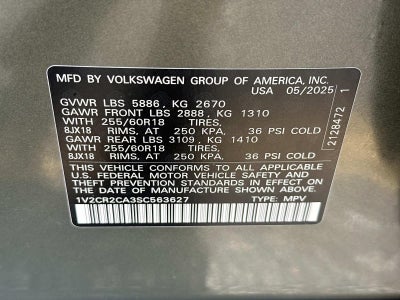 MFD BY VOLKSWAGEN GROUP OF AMERICA, INC.
USA 05/2025
GVWR LBS 5886, KG 2670
GAWR FRONT LBS 2888, KG 1310
WITH 255/60R18 TIRES,
8JX18 RIMS, AT 250 KPA, 36 PSI COLD
GAWR REAR LBS 3109, KG 1410
WITH 255/60R18 TIRES,
8JX18 RIMS, AT 250 KPA, 36 PSI COLD
THIS VEHICLE CONFORMS TO ALL APPLICABLE
U.S. FEDERAL MOTOR VEHICLE SAFETY AND
THEFT PREVENTION STANDARDS IN EFFECT
ON THE DATE OF MANUFACTURE SHOWN ABOVE.
1V2CR2CA3SC563627 TYPE: MPV
2128472 1